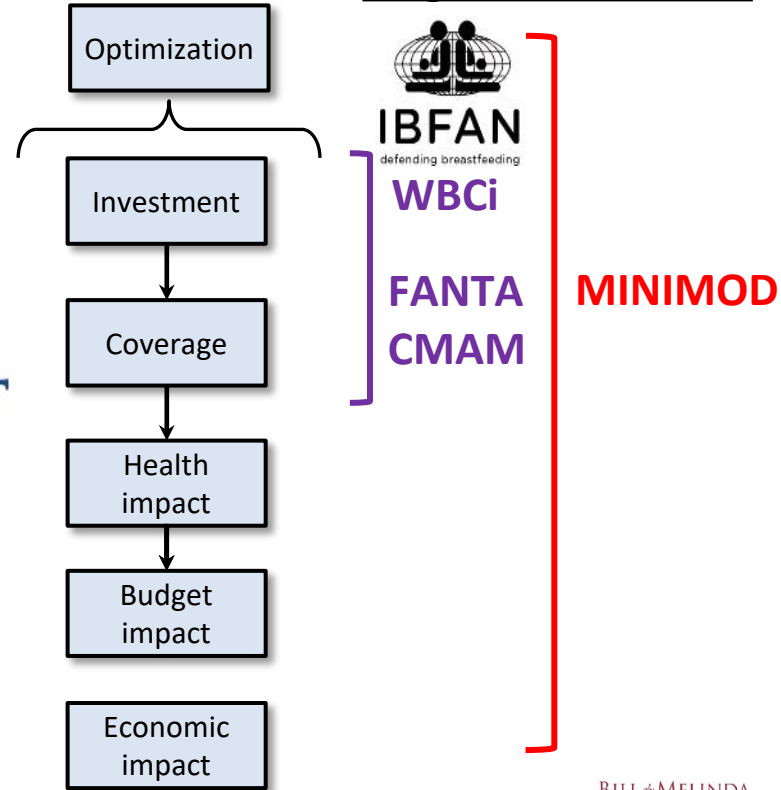 Optimization
IBFAN
defending breastfeeding
Investment
WBCi
FANTA
MINIMOD
Coverage
CMAM
Health
impact
Budget
impact
Economic
impact